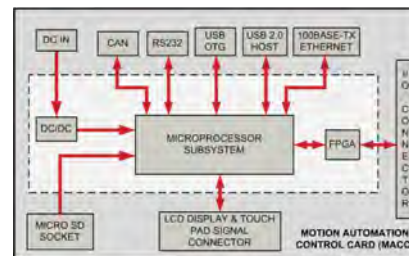 DC IN
CAN
RS232
USB
OTG
USB 2.0
HOST
100BASE-TX
ETHERNET
DC/DC
MICROPROCESSOR
SUBSYSTEM
FPGA
MICRO SD
SOCKET
LCD DISPLAY & TOUCH
PAD SIGNAL
CONNECTOR
MOTION AUTOMATION
CONTROL CARD (MACC